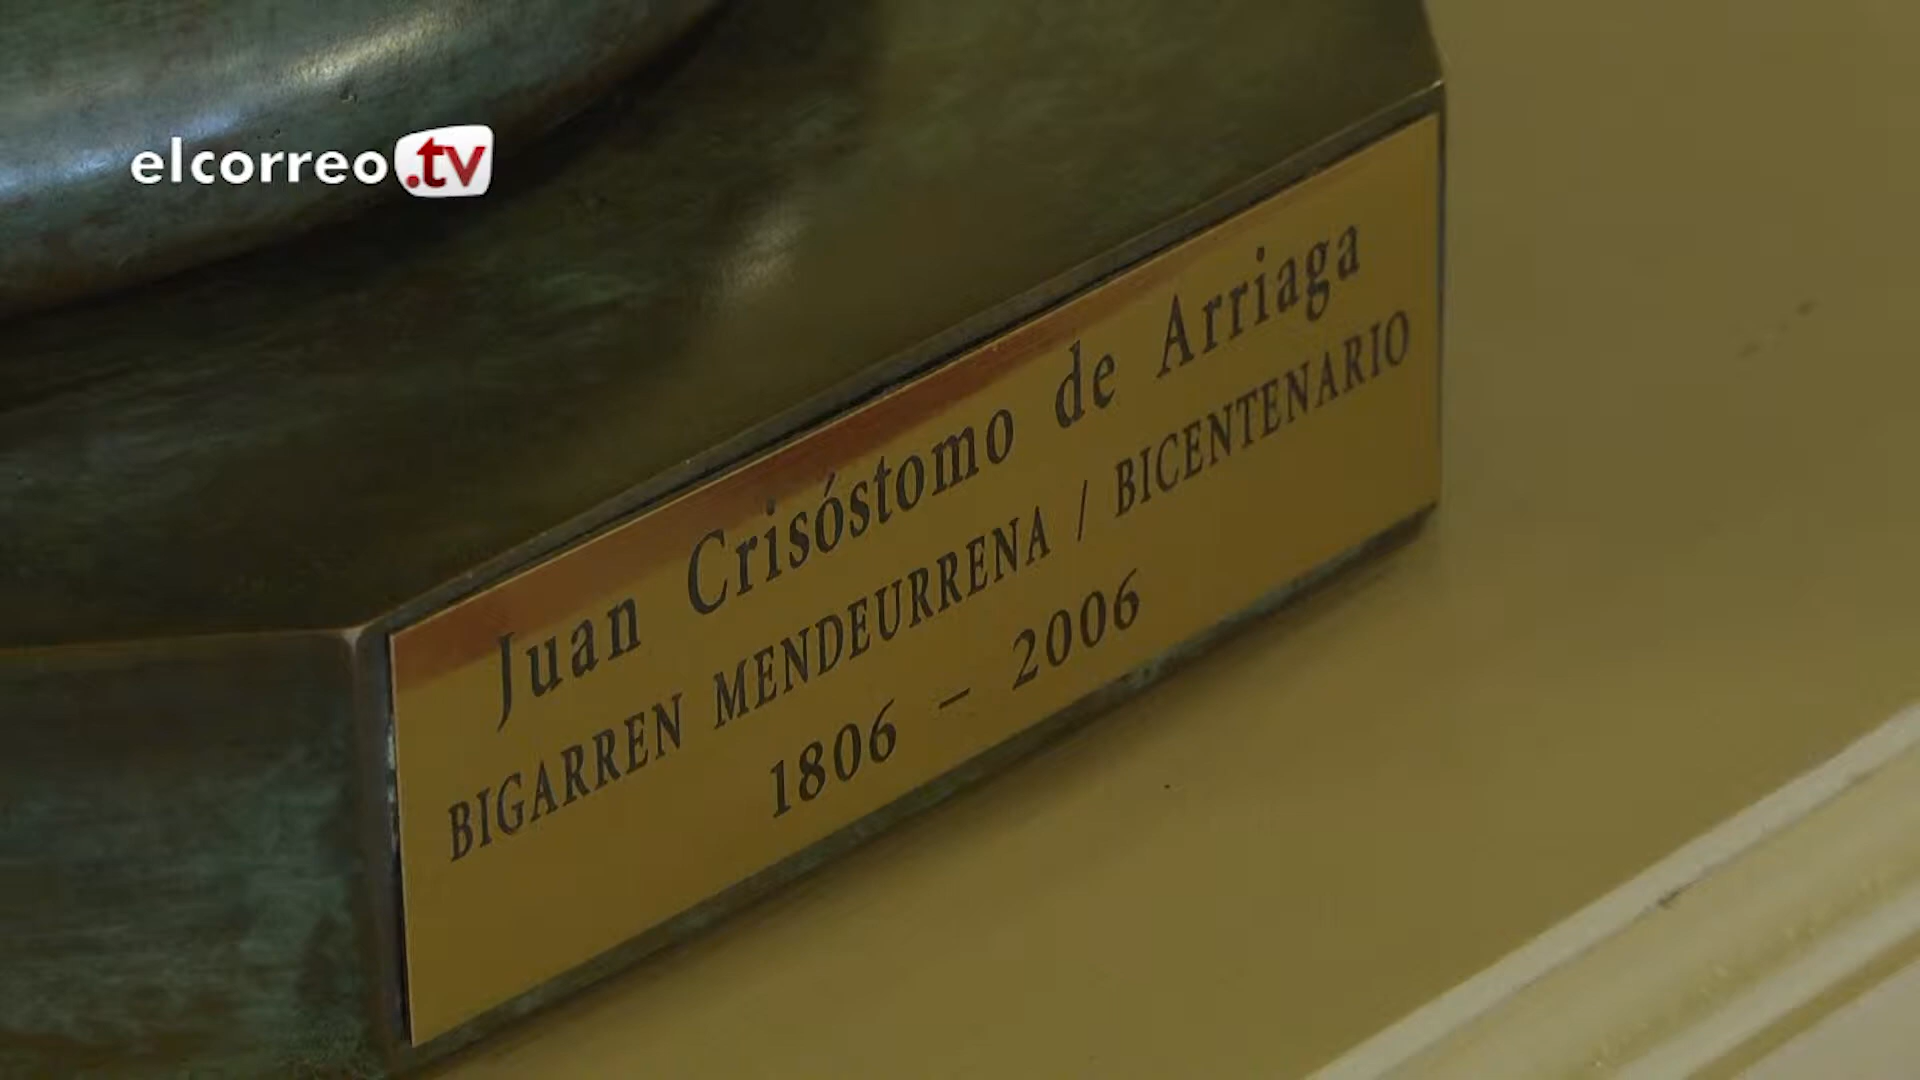 elcorreo.tv
Juan Crisóstomo de Arriaga
BIGARREN MENDEURRENA / BICENTENARIO
1806 – 2006